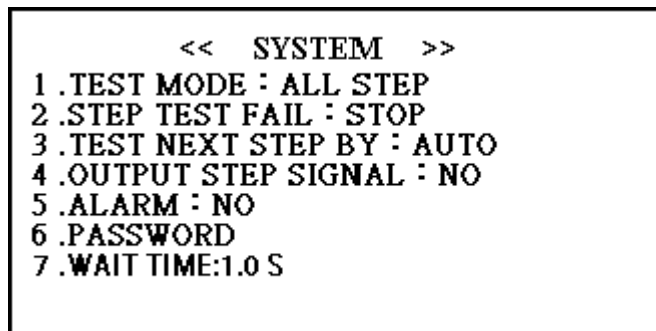 << SYSTEM >>
1 .TEST MODE : ALL STEP
2 .STEP TEST FAIL : STOP
3 .TEST NEXT STEP BY : AUTO
4 .OUTPUT STEP SIGNAL : NO
5 .ALARM : NO
6 .PASSWORD
7 .WAIT TIME:1.0 S